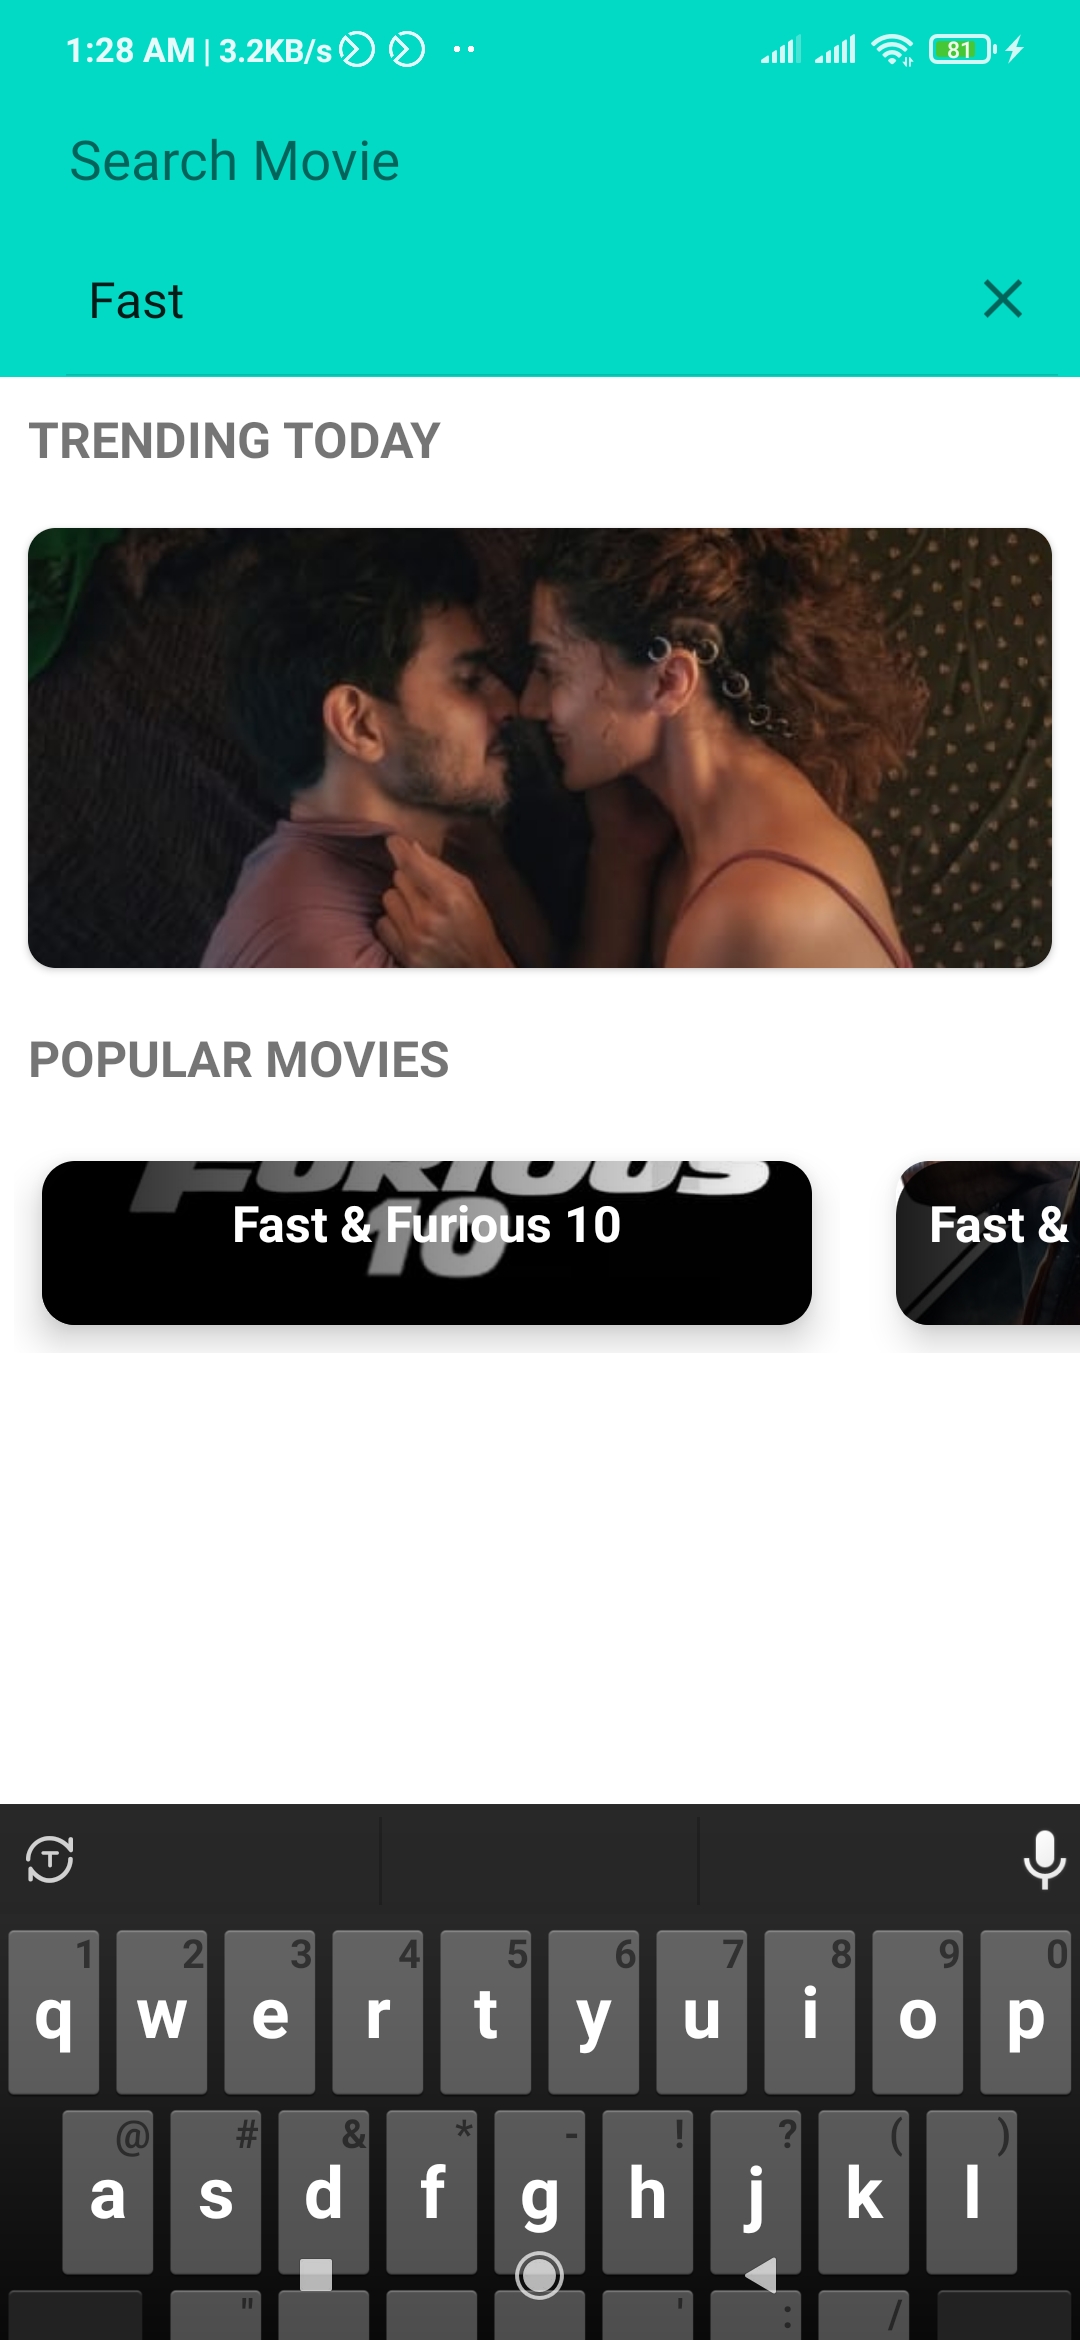 1:28 AM | 3.2KB/s
81
Search Movie
Fast
TRENDING TODAY
POPULAR MOVIES
FURIOUS
10
Fast & Furious 10
Fast &
T
1 2 3 4 5 6 7 8 9 0
q w e r t y u i o p
@ # & * - ! ? ( )
a s d f g h j k l
" ' : /